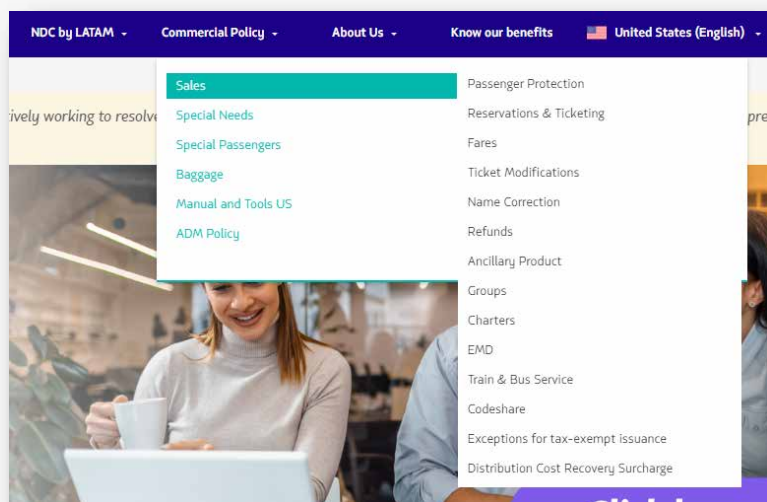 NDC by LATAM
Commercial Policy
About Us
Know our benefits
United States (English)
Sales
Special Needs
Special Passengers
Baggage
Manual and Tools US
ADM Policy
Passenger Protection
Reservations & Ticketing
Fares
Ticket Modifications
Name Correction
Refunds
Ancillary Product
Groups
Charters
EMD
Train & Bus Service
Codeshare
Exceptions for tax-exempt issuance
Distribution Cost Recovery Surcharge
ively working to resolve
pre